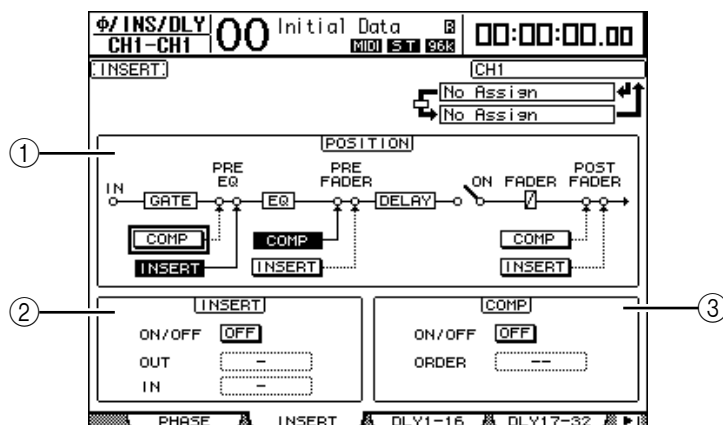 Φ/INS/DLY
CH1-CH1
00 Initial Data R
MIDI ST 96K
00:00:00.00
INSERT
CH1
No Assign
No Assign
1
POSITION
IN GATE PRE EQ EQ PRE FADER DELAY ON FADER POST FADER
COMP COMP COMP
INSERT INSERT INSERT
2
INSERT
ON/OFF OFF
OUT -
IN -
3
COMP
ON/OFF OFF
ORDER --
PHASE INSERT DLY1-16 DLY17-32